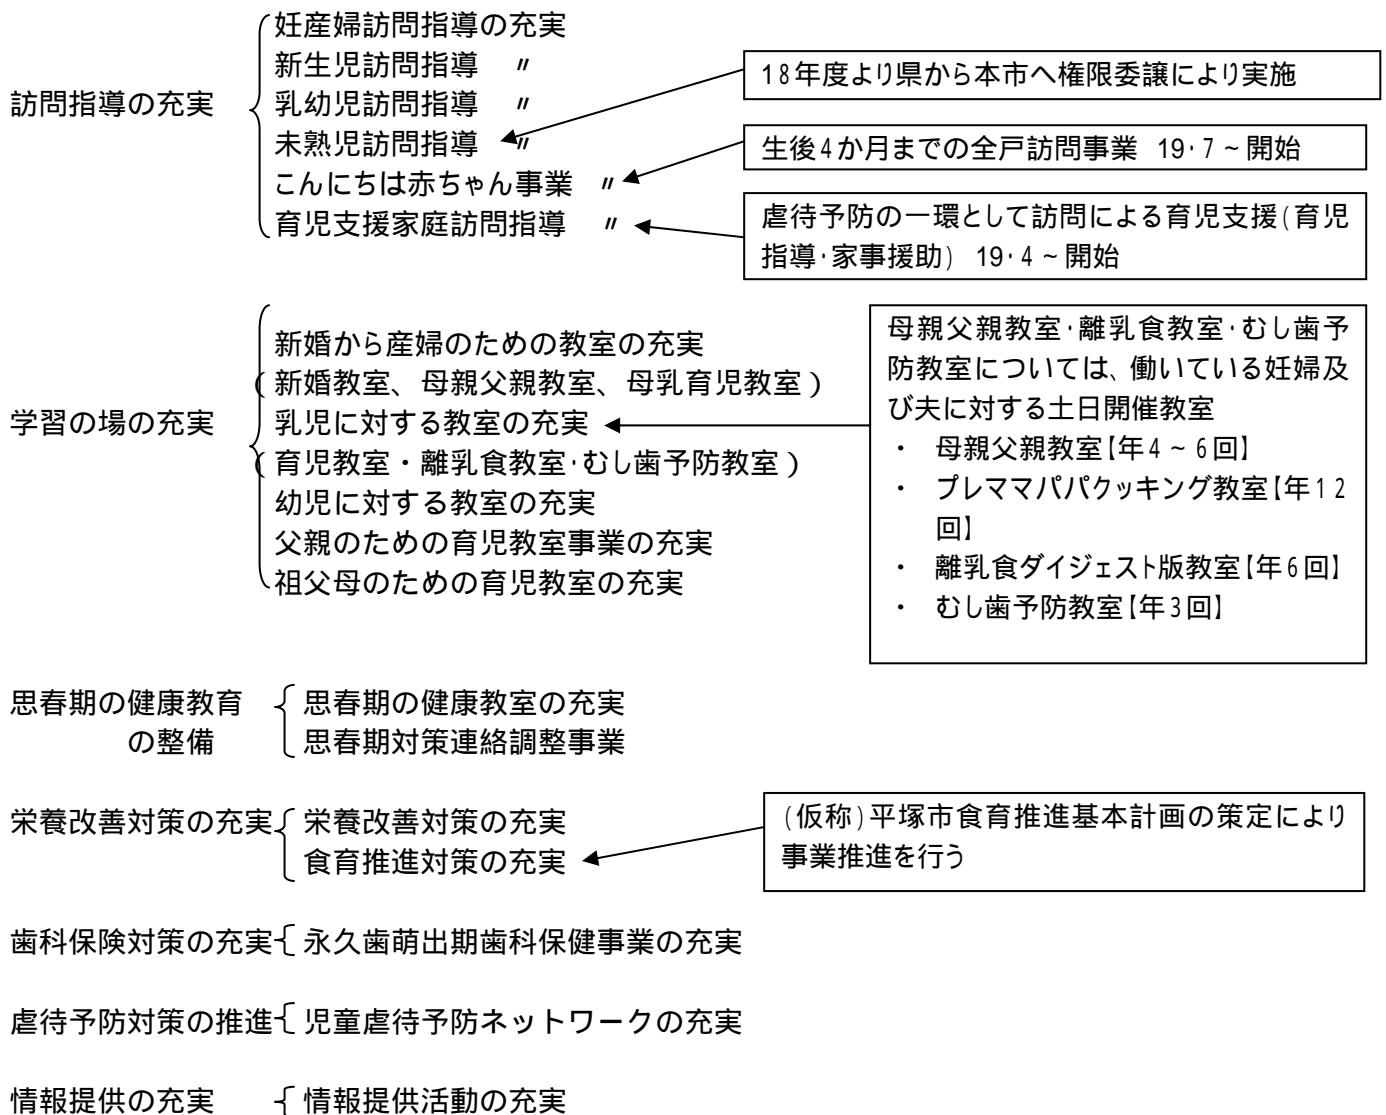 妊産婦訪問指導の充実
新生児訪問指導　〃
18年度より県から本市へ権限委譲により実施
訪問指導の充実
乳幼児訪問指導　〃
未熟児訪問指導　〃
生後4か月までの全戸訪問事業 19・7～開始
こんにちは赤ちゃん事業　〃
育児支援家庭訪問指導　〃
虐待予防の一環として訪問による育児支援(育児
指導・家事援助) 19・4～開始
学習の場の充実
新婚から産婦のための教室の充実
(新婚教室、母親父親教室、母乳育児教室)
乳児に対する教室の充実
(育児教室・離乳食教室・むし歯予防教室)
幼児に対する教室の充実
父親のための育児教室事業の充実
祖父母のための育児教室の充実
母親父親教室・離乳食教室・むし歯予
防教室については、働いている妊婦及
び夫に対する土日開催教室
・ 母親父親教室【年4～6回】
・ プレママパパクッキング教室【年12
回】
・ 離乳食ダイジェスト版教室【年6回】
・ むし歯予防教室【年3回】
思春期の健康教育
の整備
思春期の健康教室の充実
思春期対策連絡調整事業
栄養改善対策の充実
栄養改善対策の充実
食育推進対策の充実
(仮称)平塚市食育推進基本計画の策定により
事業推進を行う
歯科保険対策の充実 永久歯萌出期歯科保健事業の充実
虐待予防対策の推進 児童虐待予防ネットワークの充実
情報提供の充実 情報提供活動の充実